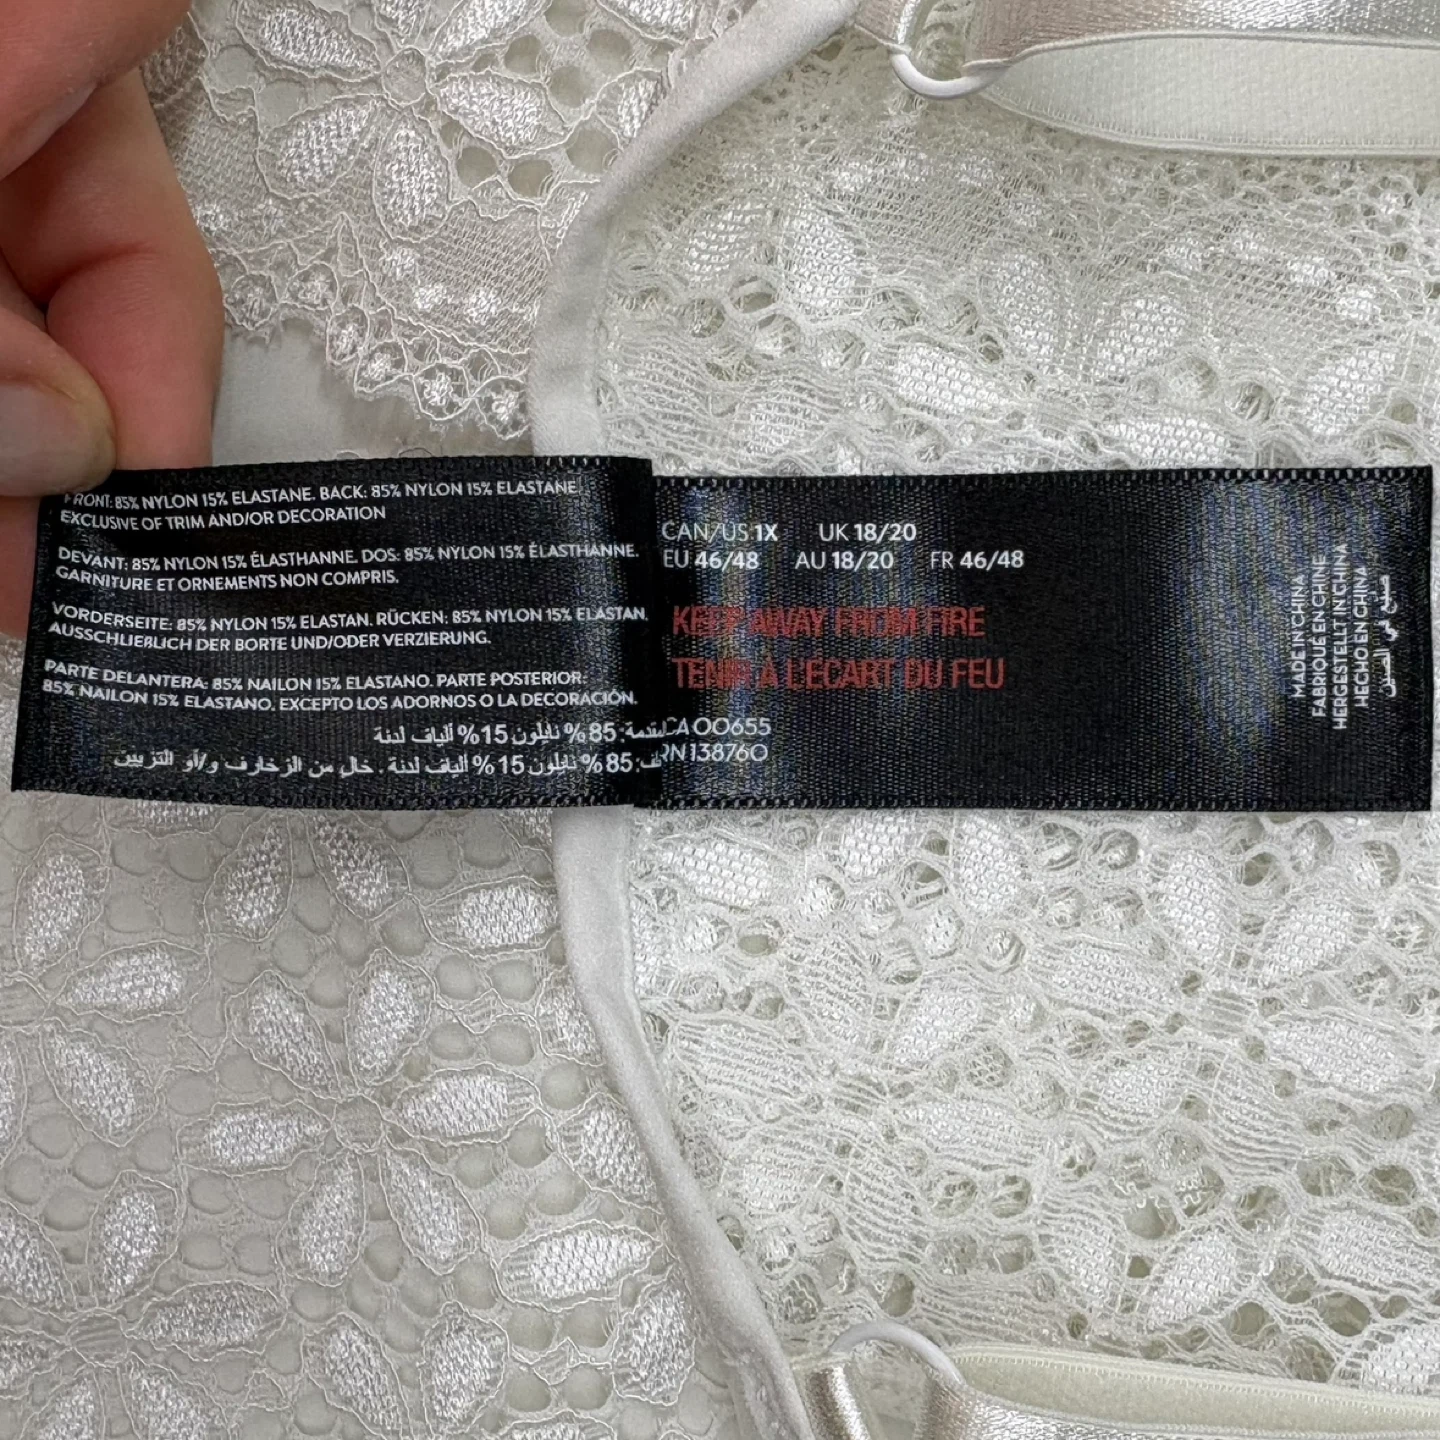 FRONT: 85% NYLON 15% ELASTANE. BACK: 85% NYLON 15% ELASTANE.
EXCLUSIVE OF TRIM AND/OR DECORATION
DEVANT: 85% NYLON 15% ÉLASTHANNE. DOS: 85% NYLON 15% ÉLASTHANNE.
GARNITURE ET ORNEMENTS NON COMPRIS.
VORDERSEITE: 85% NYLON 15% ELASTAN. RÜCKEN: 85% NYLON 15% ELASTAN.
AUSSCHLIEßLICH DER BORTE UND/ODER VERZIERUNG.
PARTE DELANTERA: 85% NAILON 15% ELASTANO. PARTE POSTERIOR:
85% NAILON 15% ELASTANO. EXCEPTO LOS ADORNOS O LA DECORACIÓN.
85% نايلون 15% ألياف لدنة
85% نايلون 15% ألياف لدنة. خالٍ من الزخارف و/أو التزيين
CAN/US 1X UK 18/20
EU 46/48 AU 18/20 FR 46/48
KEEP AWAY FROM FIRE
TENIR À L'ÉCART DU FEU
CA 00655
RN 138760
MADE IN CHINA
FABRIQUÉ EN CHINE
HERGESTELLT IN CHINA
HECHO EN CHINA
صنع في الصين